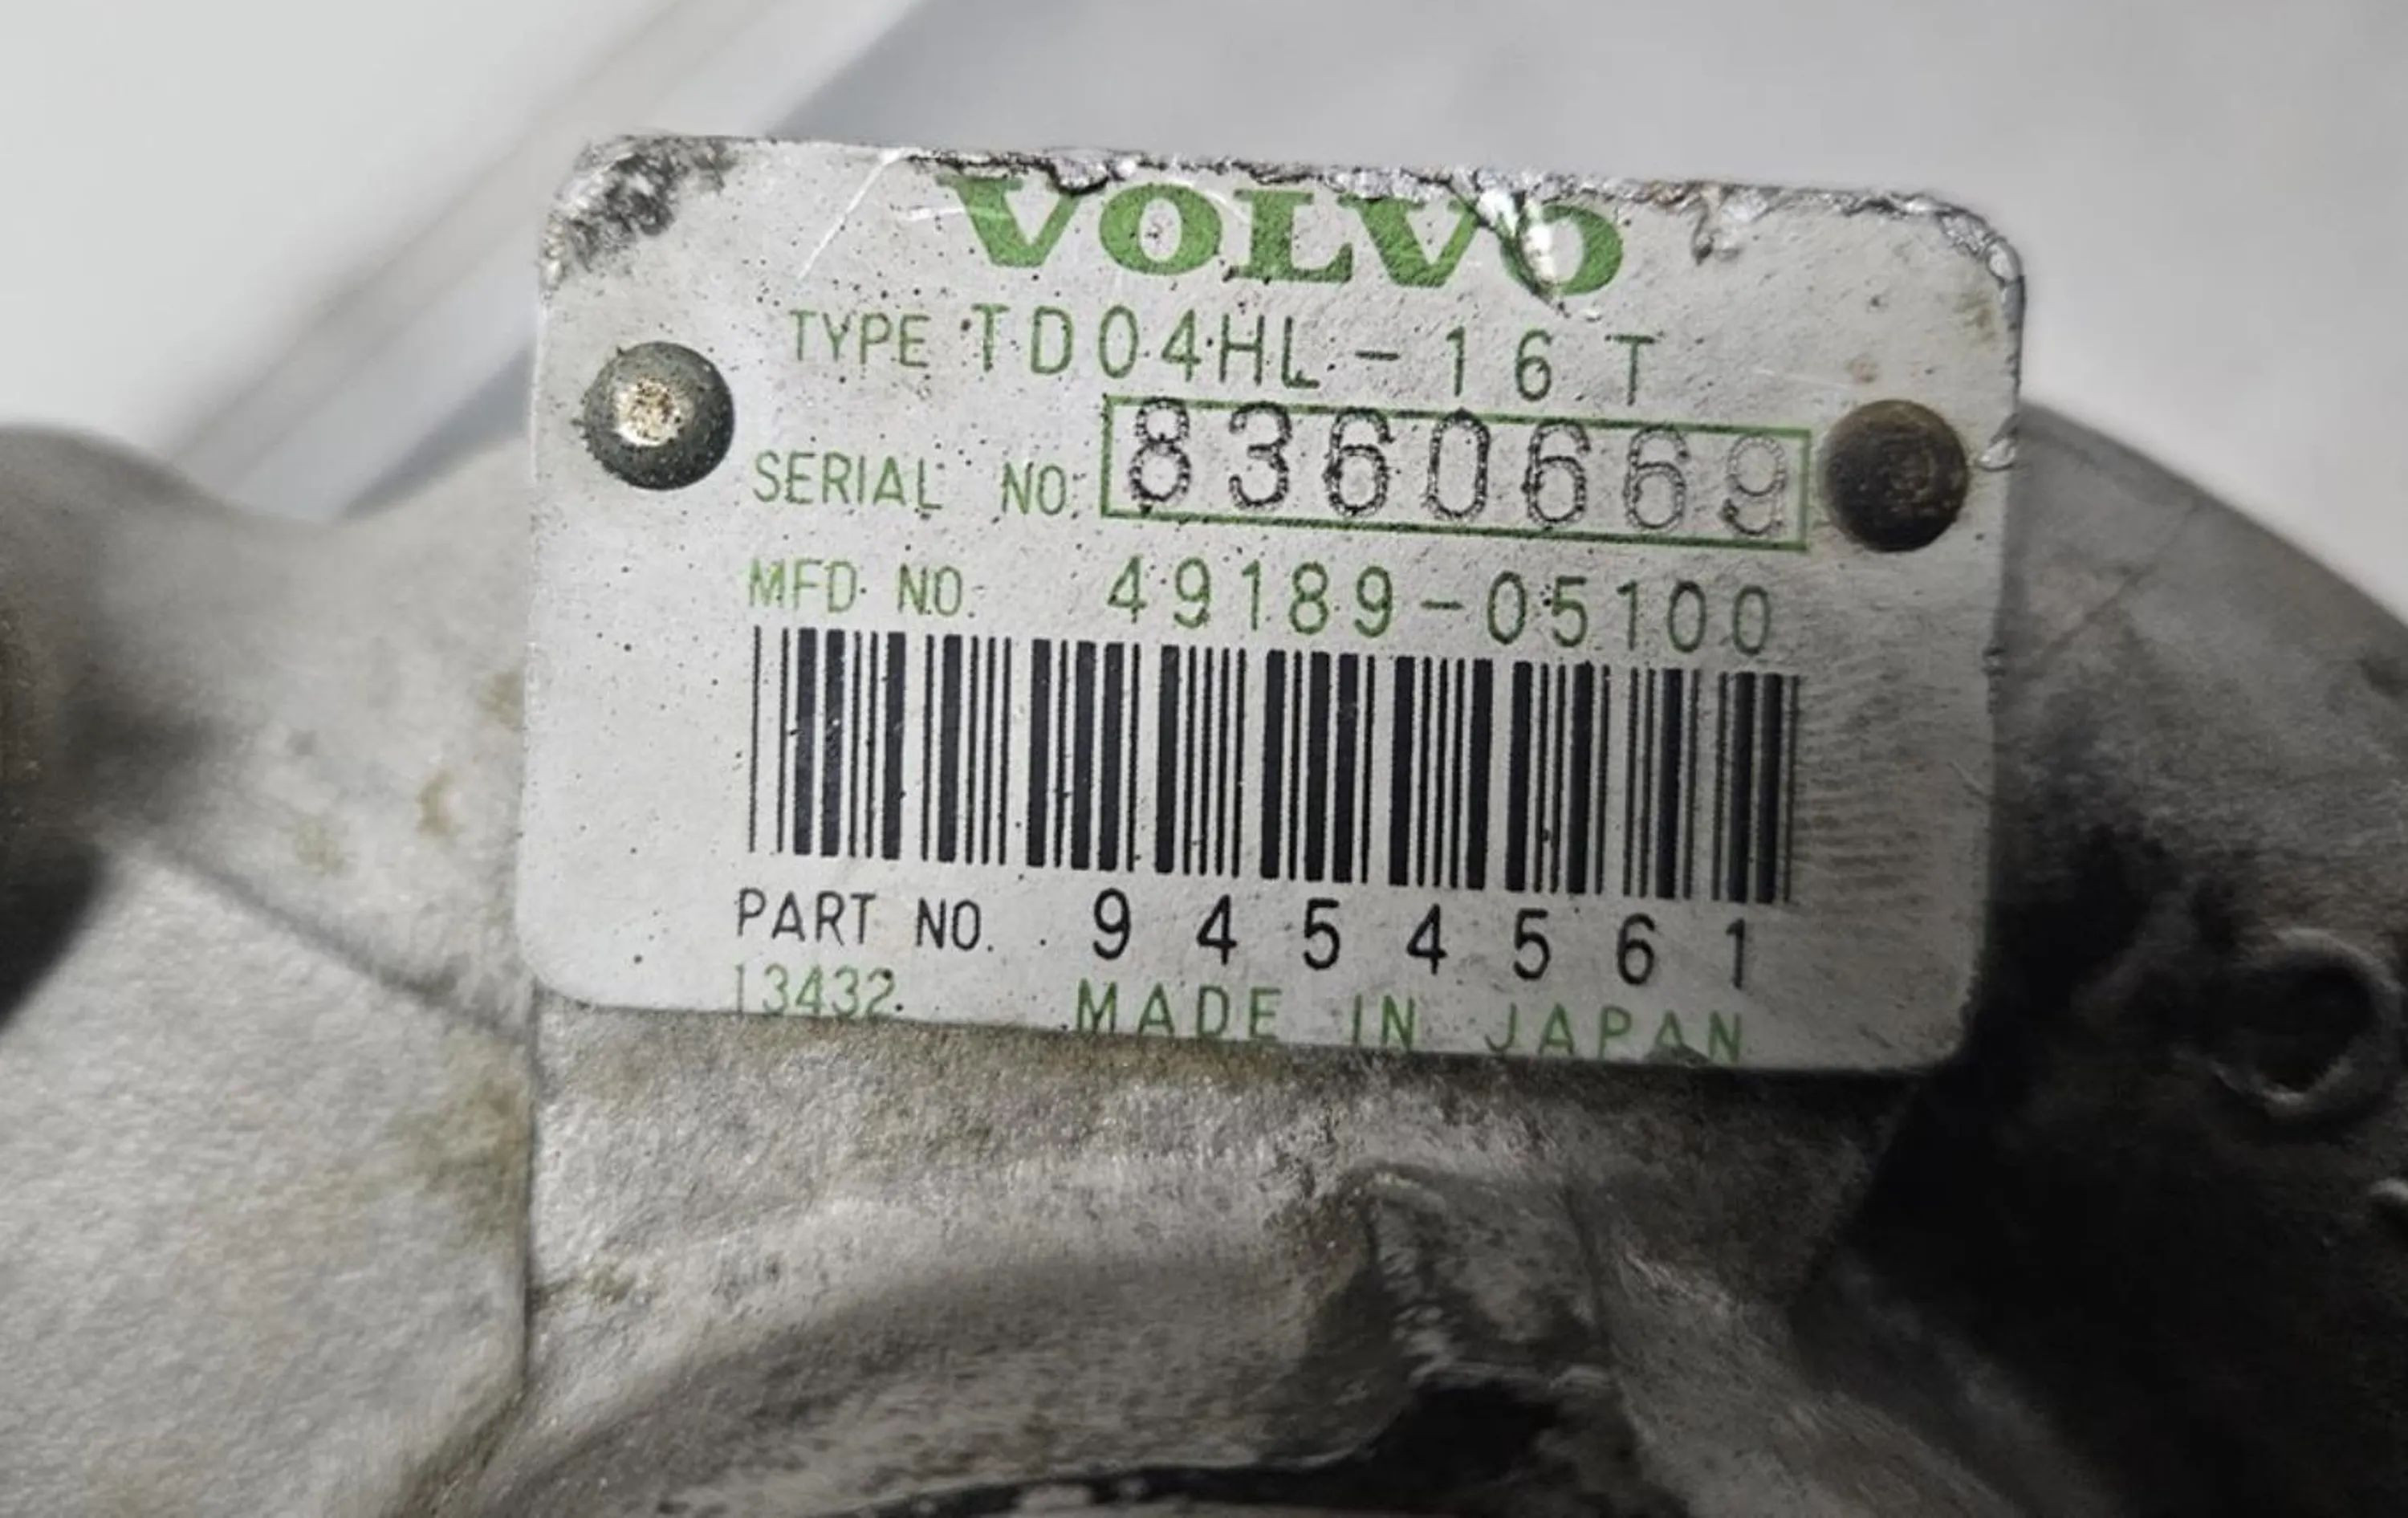 VOLVO
TYPE TD04HL-16T
SERIAL NO. 8360669
MFD. NO. 49189-05100
PART NO. 9454561
13432 MADE IN JAPAN